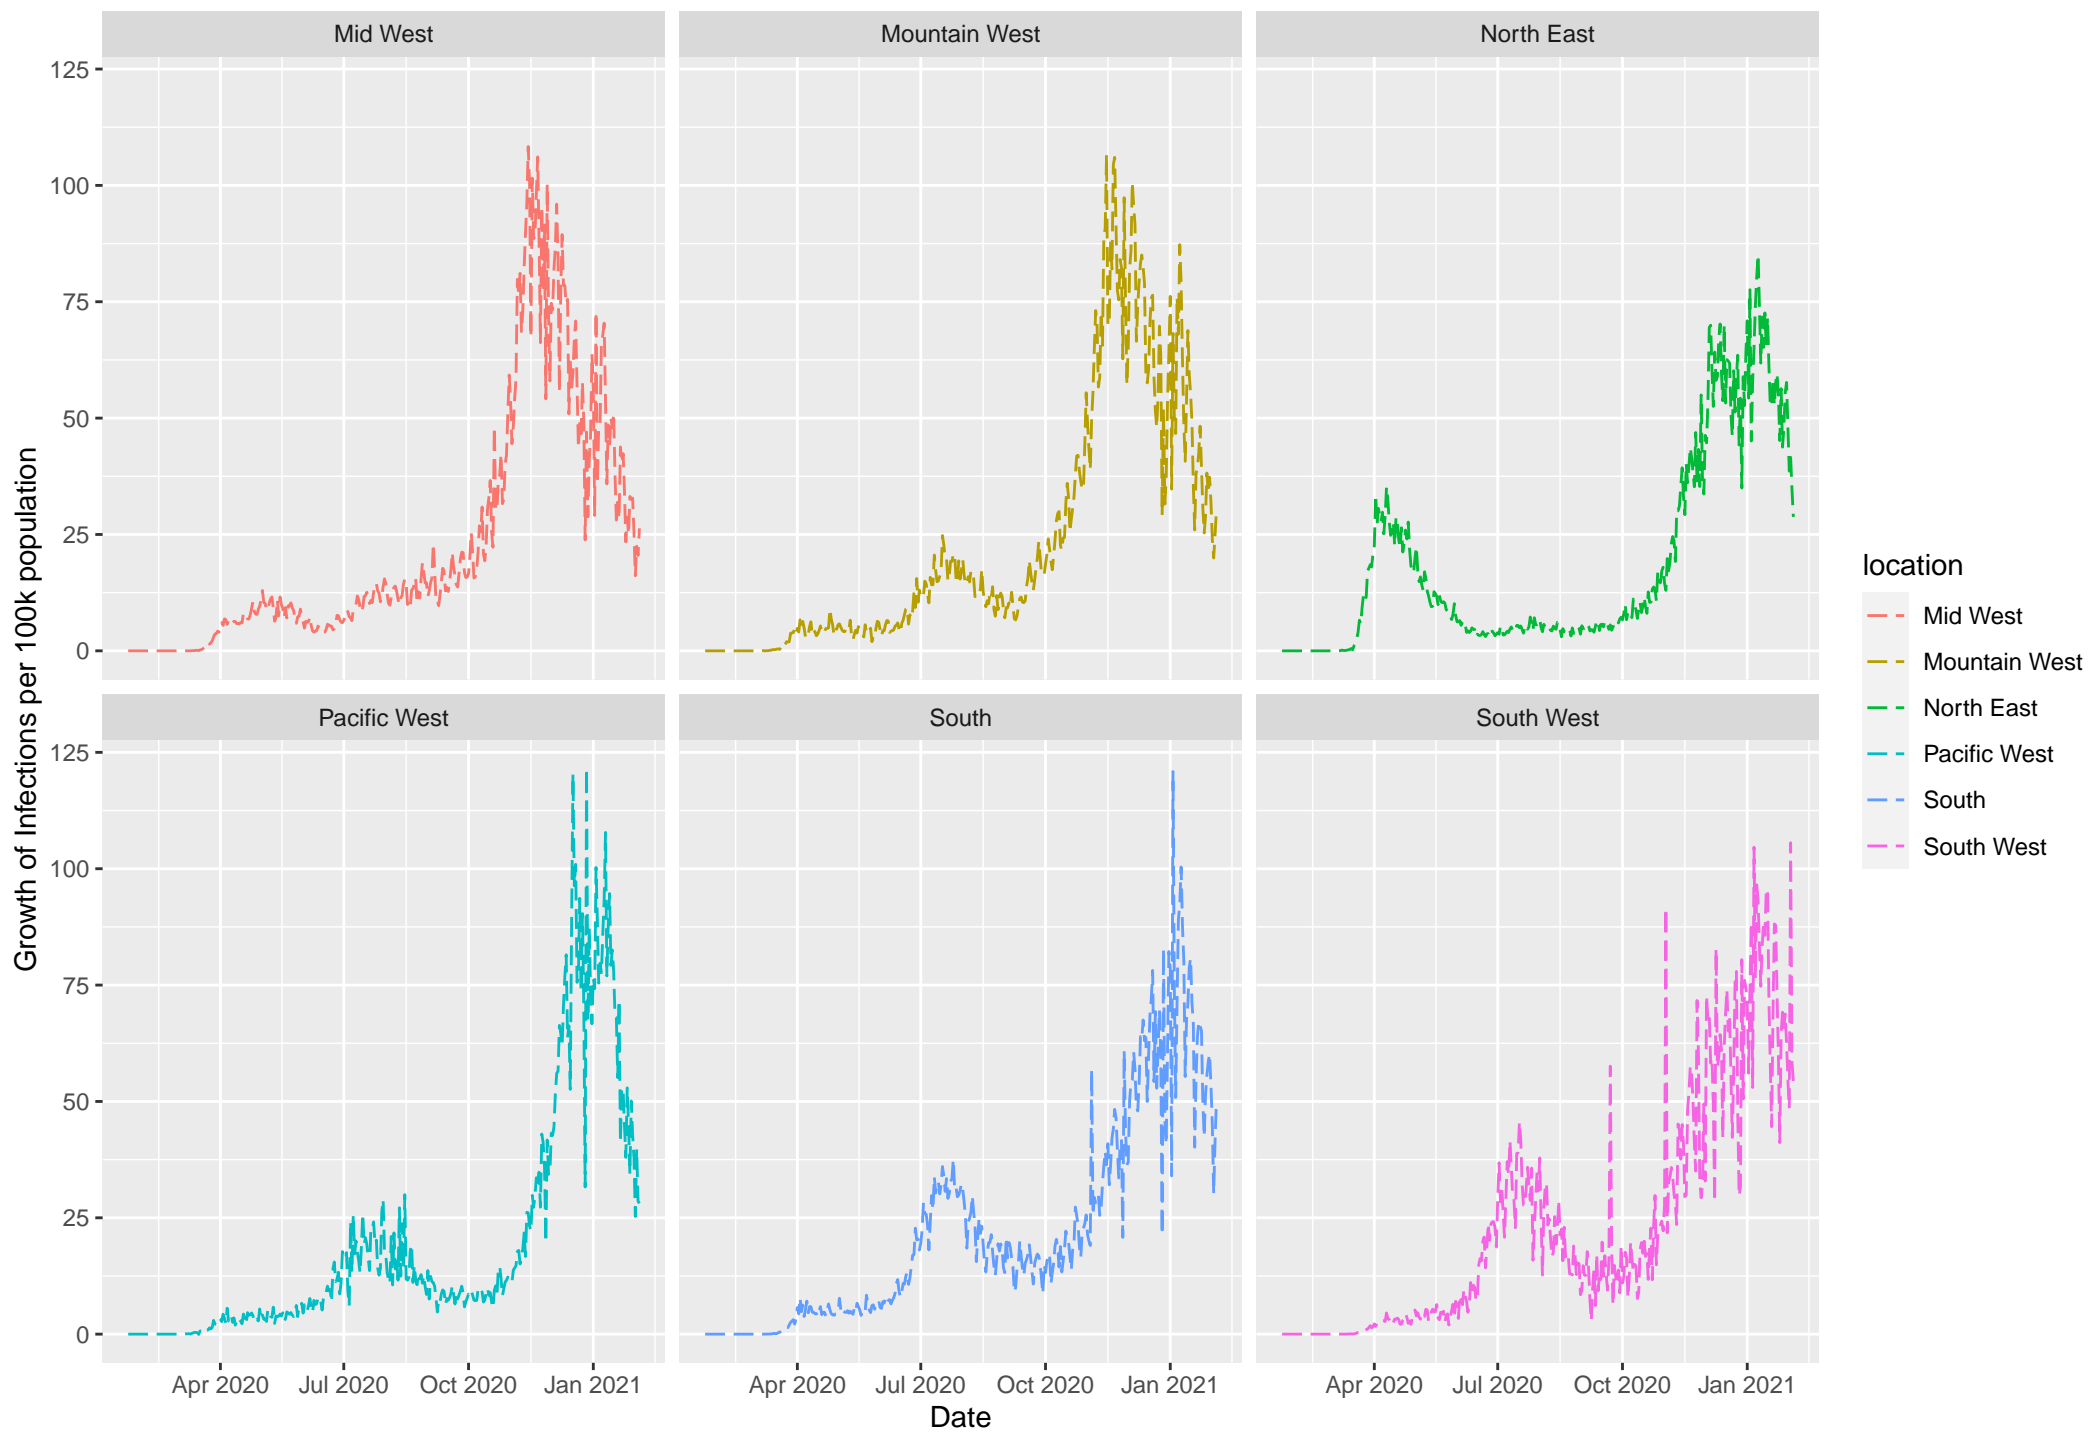 Mid West
Mountain West
North East
125
100
75
50
25
0
Pacific West
South
South West
125
100
75
50
25
0
Apr 2020 Jul 2020 Oct 2020 Jan 2021
Apr 2020 Jul 2020 Oct 2020 Jan 2021
Apr 2020 Jul 2020 Oct 2020 Jan 2021
Date
Growth of Infections per 100k population
location
Mid West
Mountain West
North East
Pacific West
South
South West